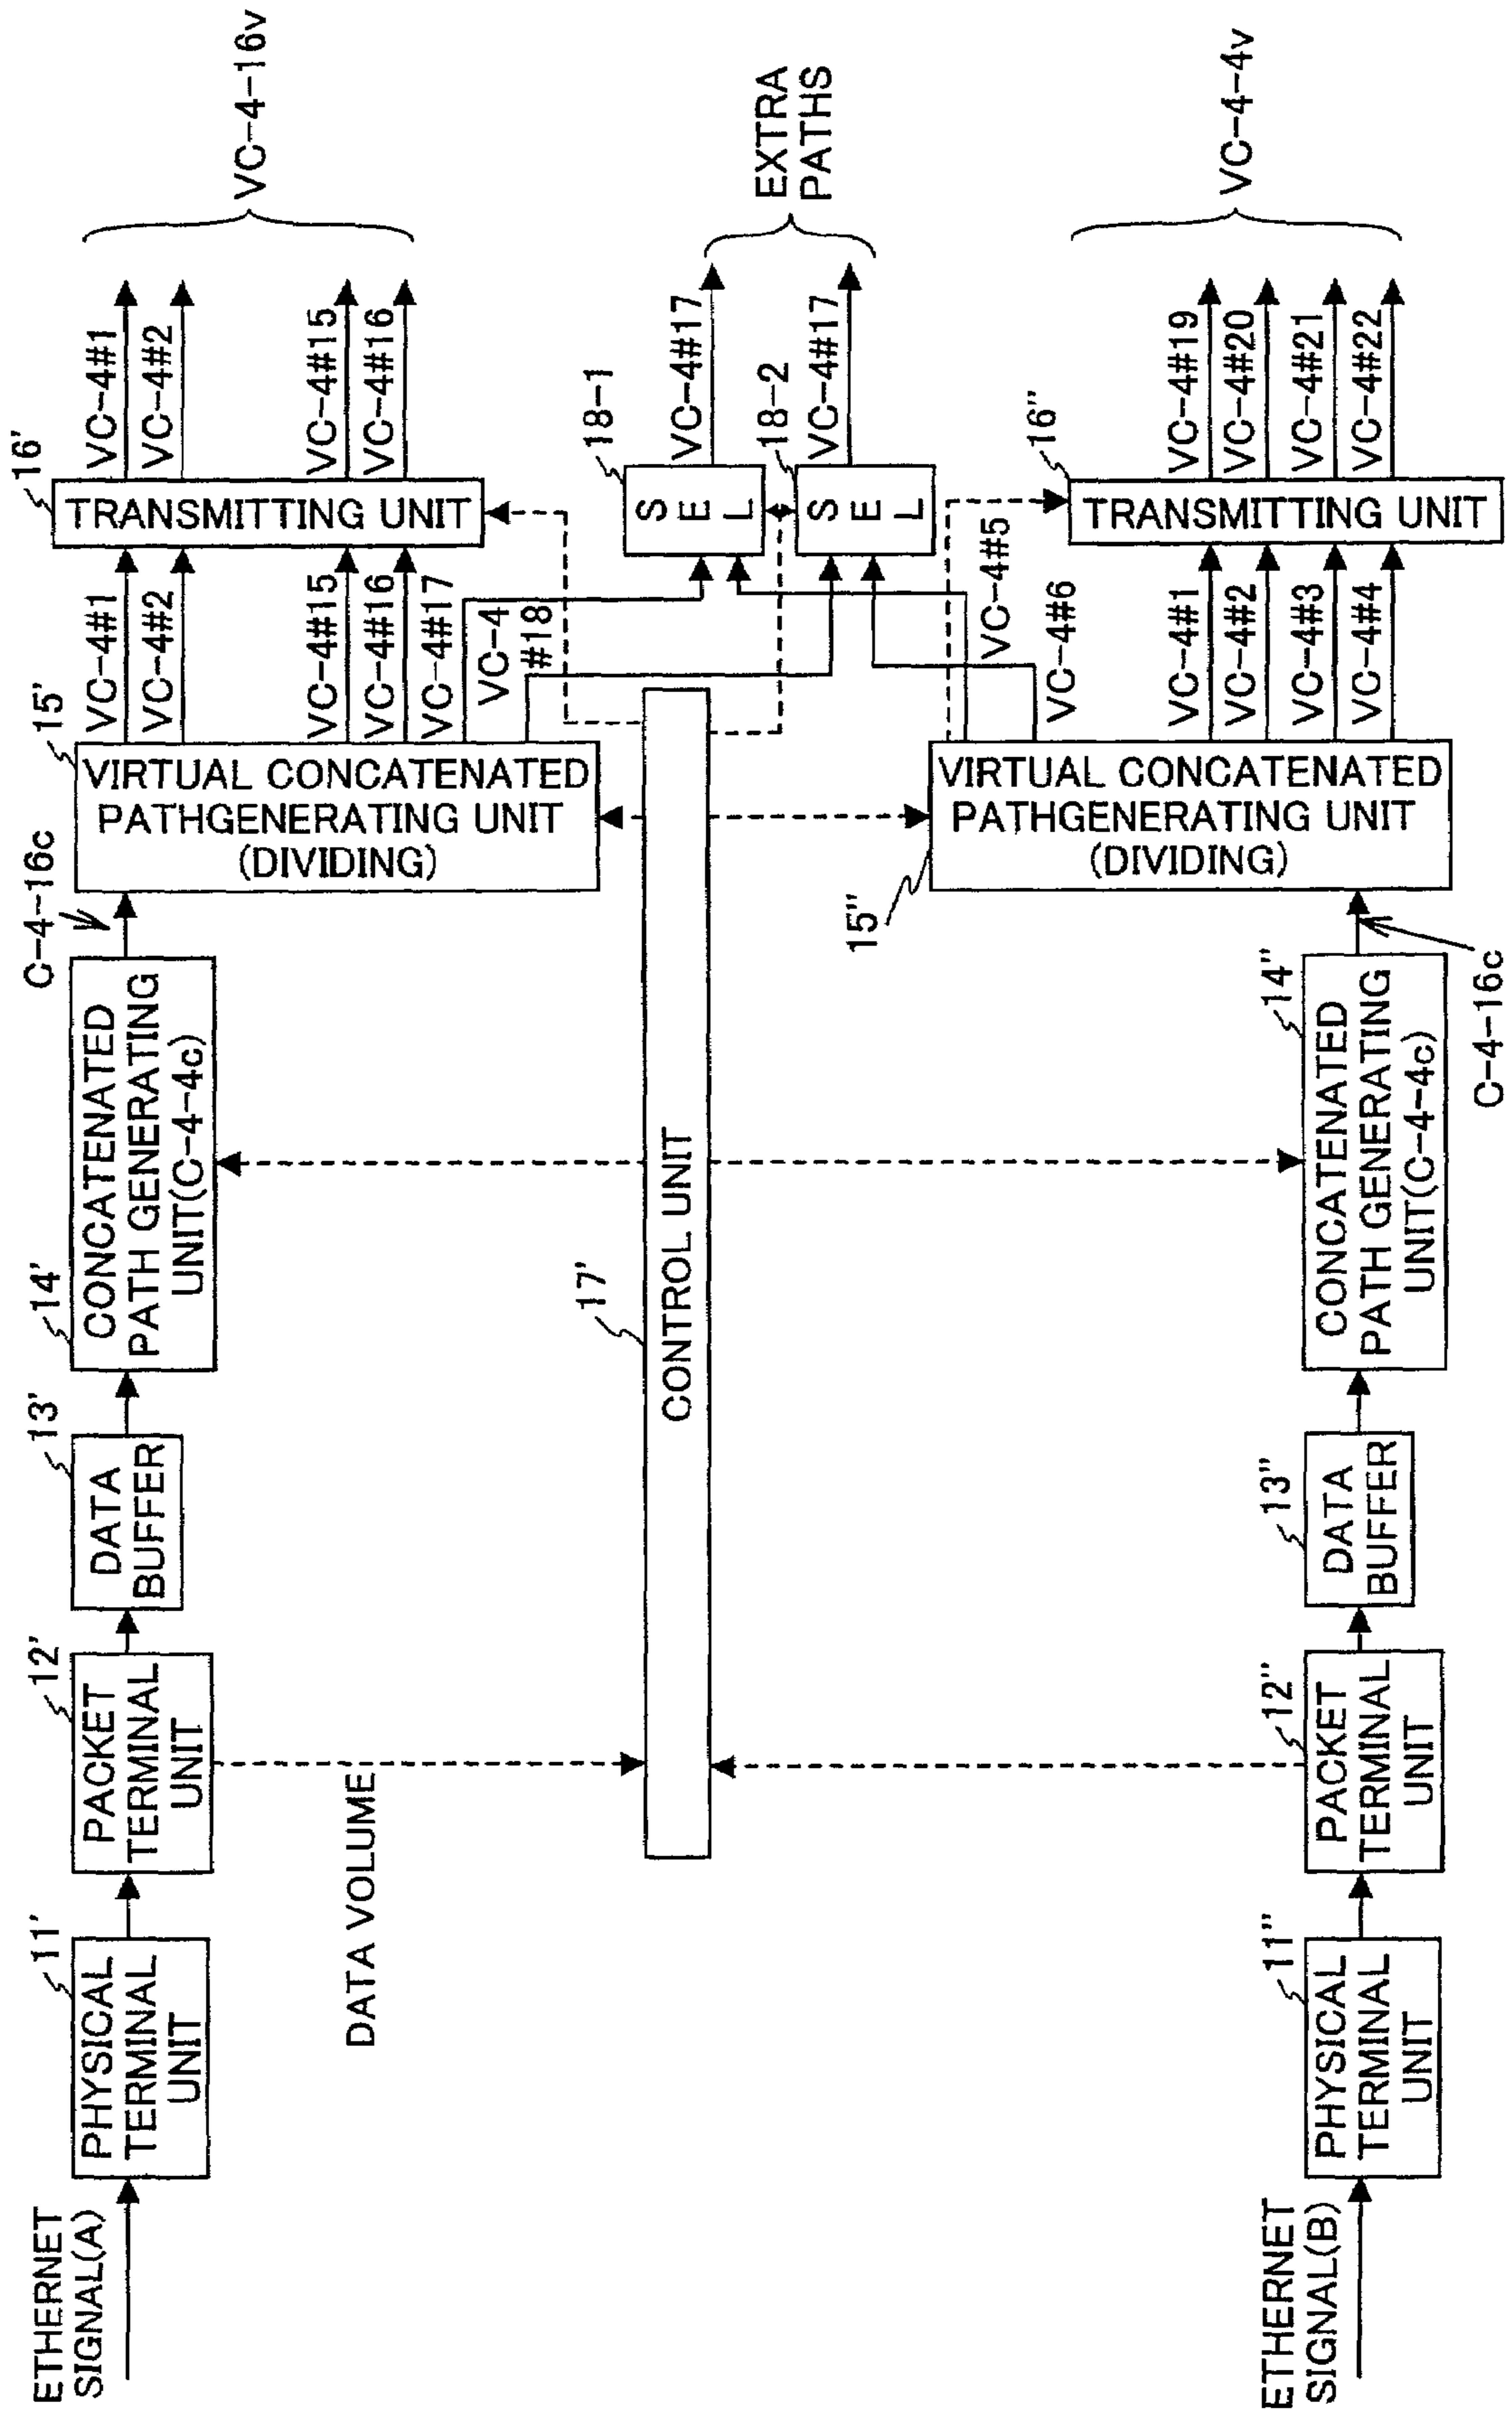 ETHERNET
SIGNAL(A)
11'
PHYSICAL
TERMINAL
UNIT
12'
PACKET
TERMINAL
UNIT
13'
DATA
BUFFER
14'
CONCATENATED
PATH GENERATING
UNIT(C-4-4c)
C-4-16c
15'
VIRTUAL CONCATENATED
PATHGENERATING UNIT
(DIVIDING)
VC-4#1
VC-4#2
VC-4#15
VC-4#16
VC-4#17
VC-4
#18
16'
TRANSMITTING UNIT
VC-4#1
VC-4#2
VC-4#15
VC-4#16
VC-4-16v
DATA VOLUME
17'
CONTROL UNIT
18-1
SEL
VC-4#17
18-2
SEL
VC-4#17
EXTRA
PATHS
ETHERNET
SIGNAL(B)
11''
PHYSICAL
TERMINAL
UNIT
12''
PACKET
TERMINAL
UNIT
13''
DATA
BUFFER
14''
CONCATENATED
PATH GENERATING
UNIT(C-4-4c)
C-4-16c
15''
VIRTUAL CONCATENATED
PATHGENERATING UNIT
(DIVIDING)
VC-4#5
VC-4#6
VC-4#1
VC-4#2
VC-4#3
VC-4#4
16''
TRANSMITTING UNIT
VC-4#19
VC-4#20
VC-4#21
VC-4#22
VC-4-4v